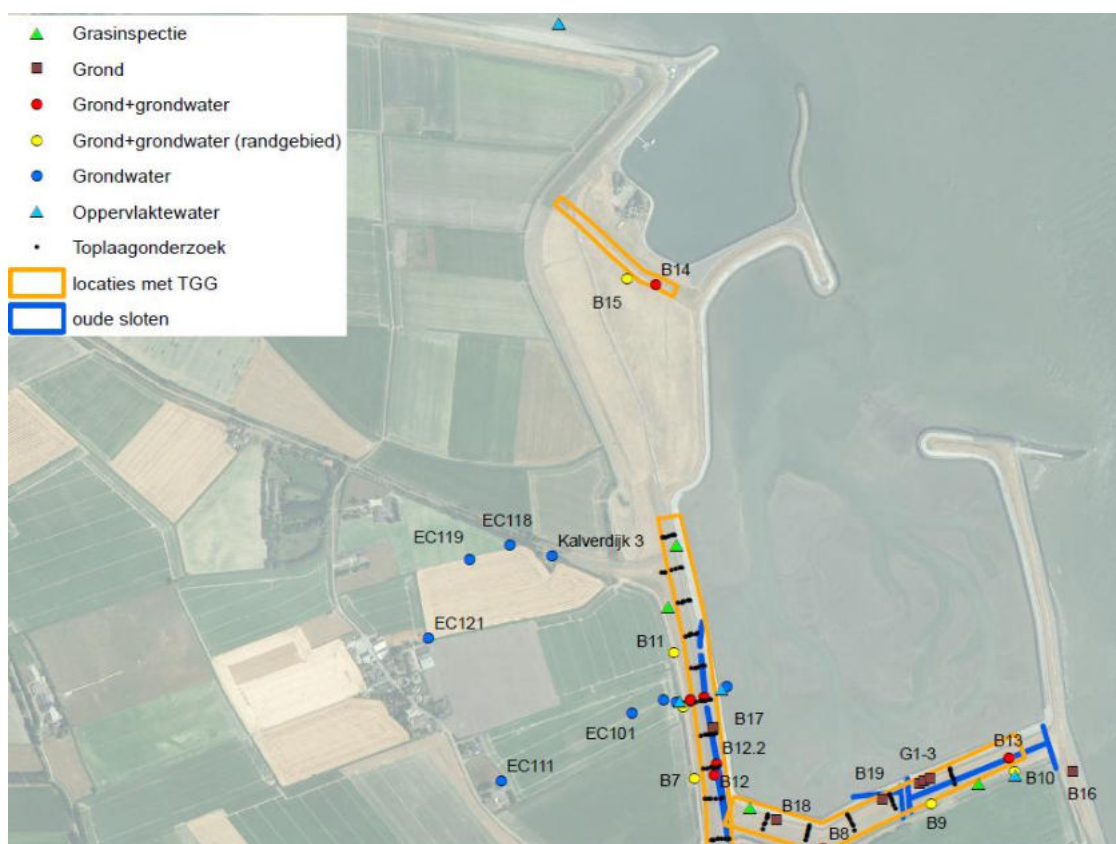 Grasinspectie
Grond
Grond+grondwater
Grond+grondwater (randgebied)
Grondwater
Oppervlaktewater
Toplaagonderzoek
locaties met TGG
oude sloten
B14
B15
EC118
EC119
Kalverdijk 3
EC121
B11
B17
EC101
B12.2
B7
B12
EC111
G1-3
B13
B19
B10
B16
B18
B8
B9